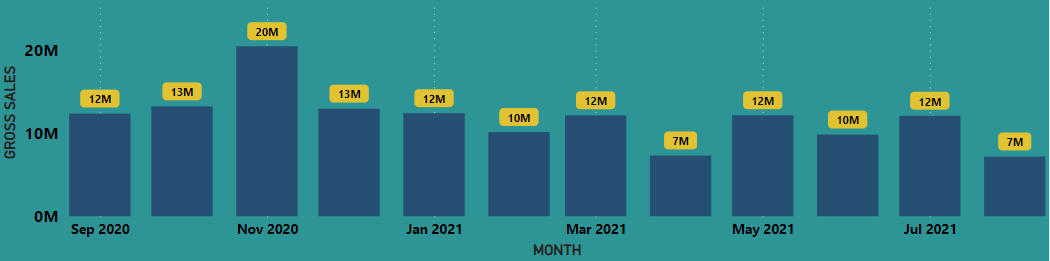 GROSS SALES
20M
10M
0M
12M
13M
20M
13M
12M
10M
12M
7M
12M
10M
12M
7M
Sep 2020
Nov 2020
Jan 2021
Mar 2021
May 2021
Jul 2021
MONTH